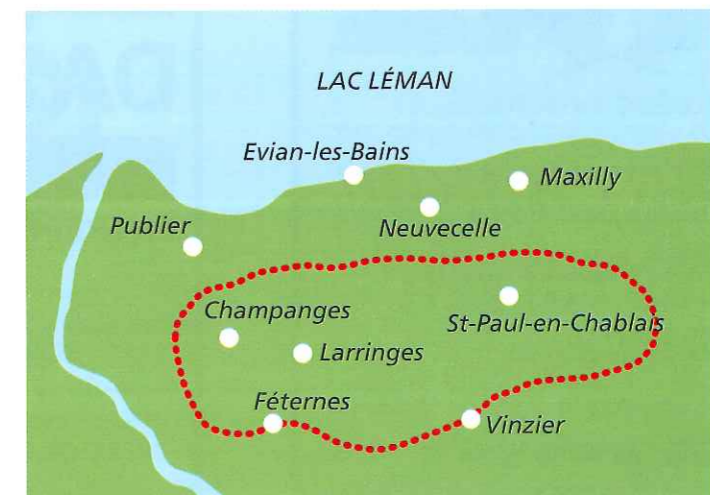 LAC LÉMAN
Evian-les-Bains
Maxilly
Publier
Neuvecelle
Champanges
St-Paul-en-Chablais
Larringes
Féternes
Vinzier